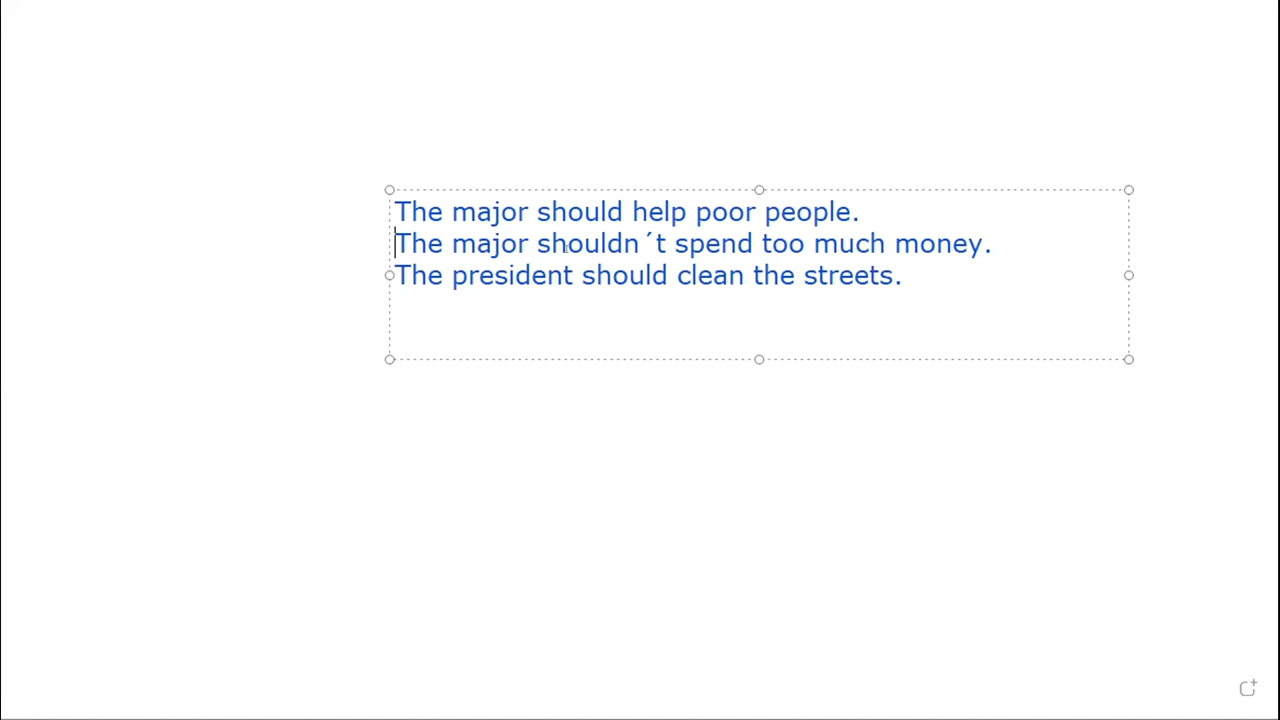 The major should help poor people.
The major shouldn´t spend too much money.
The president should clean the streets.